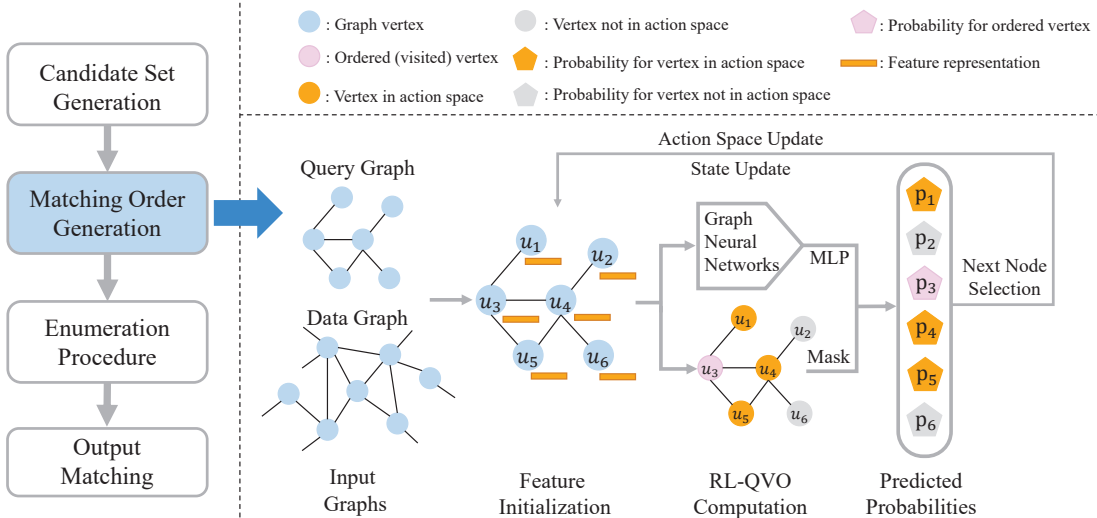 Candidate Set
Generation
Matching Order
Generation
Enumeration
Procedure
Output
Matching
: Graph vertex
: Ordered (visited) vertex
: Vertex in action space
: Vertex not in action space
: Probability for vertex in action space
: Probability for vertex not in action space
: Probability for ordered vertex
: Feature representation
Query Graph
Data Graph
Input
Graphs
u1
u2
u3
u4
u5
u6
Feature
Initialization
Action Space Update
State Update
Graph
Neural
Networks
MLP
u1
u2
u3
u4
u5
u6
Mask
RL-QVO
Computation
p1
p2
p3
p4
p5
p6
Predicted
Probabilities
Next Node
Selection